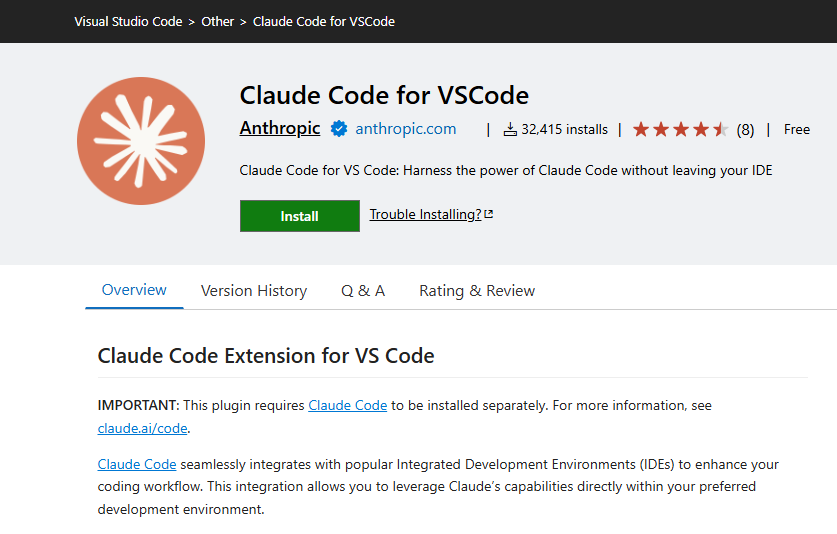 Visual Studio Code > Other > Claude Code for VSCode
Claude Code for VSCode
Anthropic anthropic.com | 32,415 installs | (8) | Free
Claude Code for VS Code: Harness the power of Claude Code without leaving your IDE
Install Trouble Installing?
Overview Version History Q & A Rating & Review
Claude Code Extension for VS Code
IMPORTANT: This plugin requires Claude Code to be installed separately. For more information, see
claude.ai/code.
Claude Code seamlessly integrates with popular Integrated Development Environments (IDEs) to enhance your
coding workflow. This integration allows you to leverage Claude’s capabilities directly within your preferred
development environment.